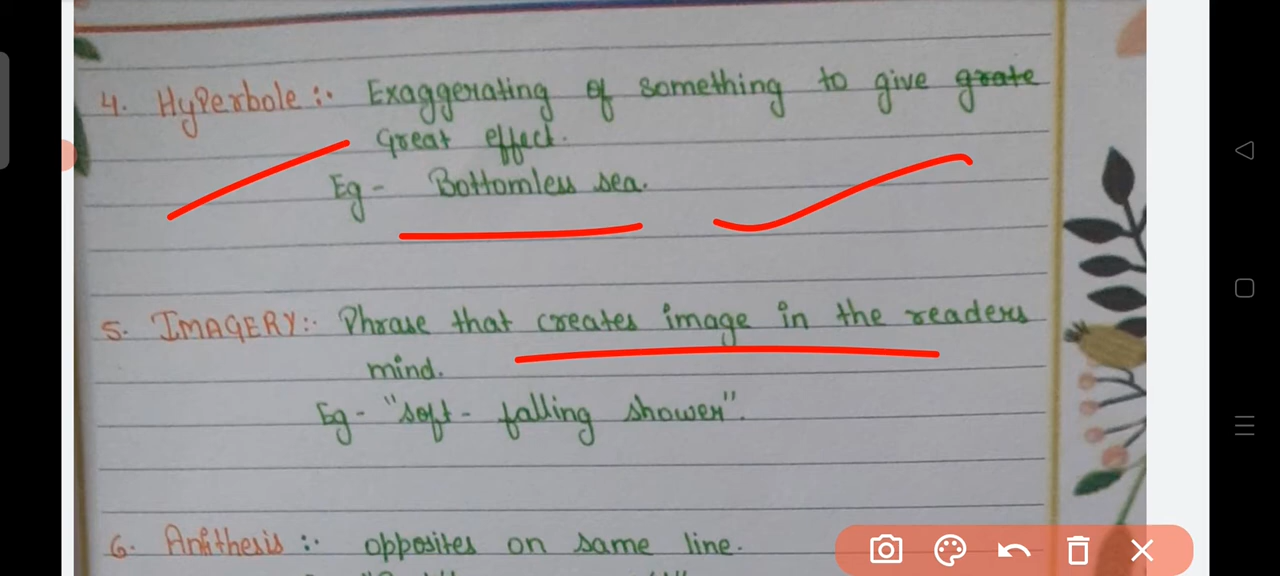 4. Hyperbole :. Exaggerating of something to give grate
Great effect.
Eg - Bottomless sea.
5. IMAGERY :. Phrase that creates image in the readers
mind.
Eg - "soft - falling shower".
6. Antithesis :. opposites on same line.